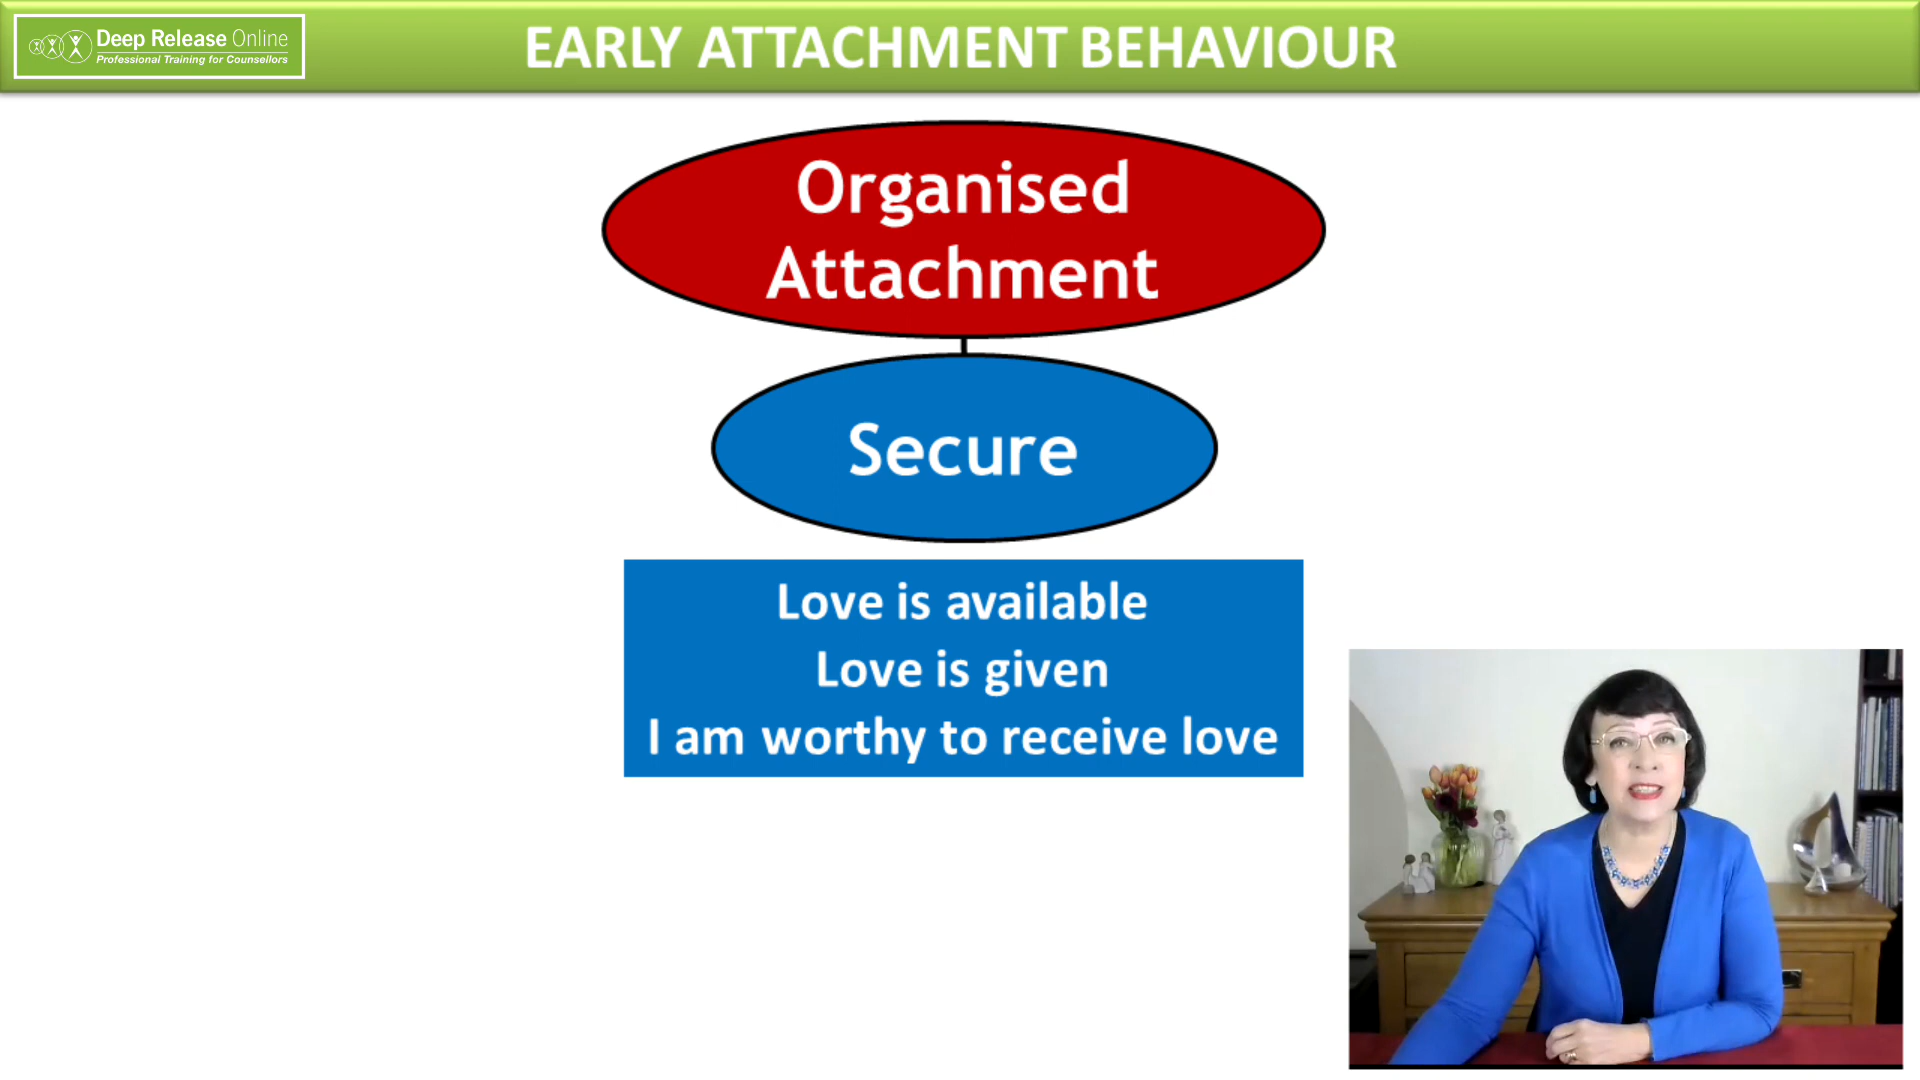 Deep Release Online
Professional Training for Counsellors
EARLY ATTACHMENT BEHAVIOUR
Organised
Attachment
Secure
Love is available
Love is given
I am worthy to receive love